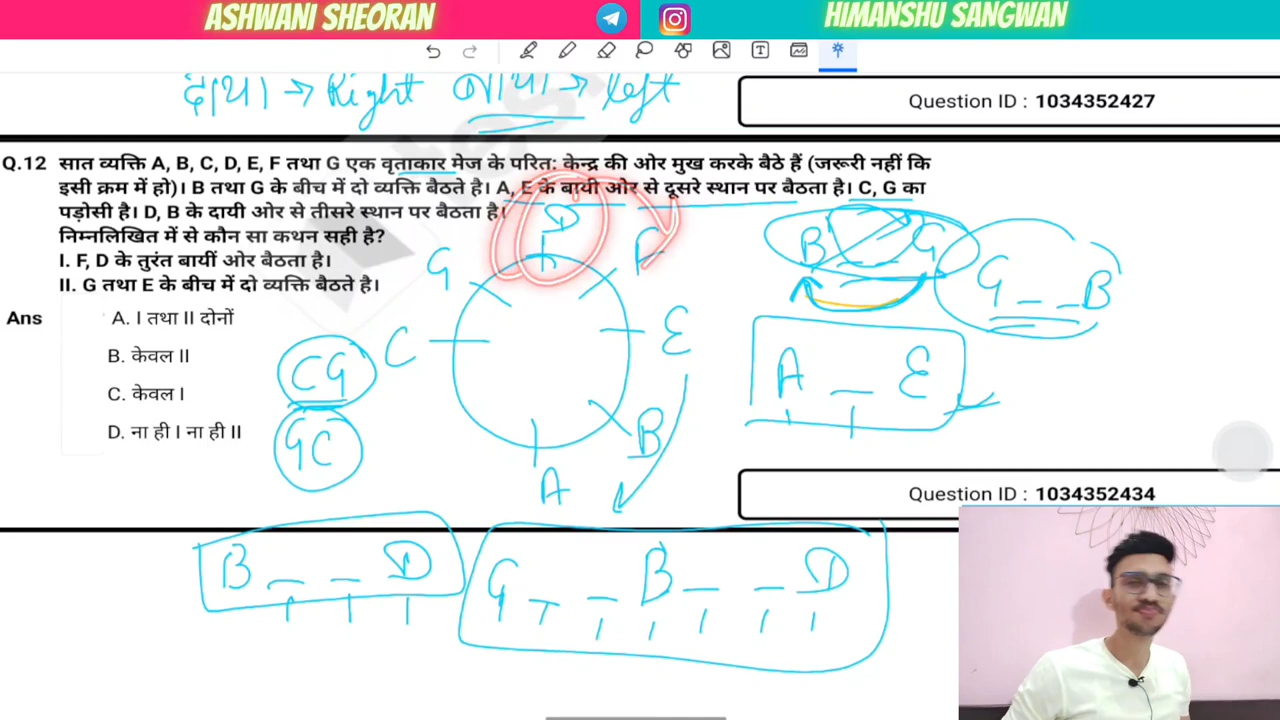 ASHWANI SHEORAN
HIMANSHU SANGWAN
दायां → Right बायां → left
Question ID : 1034352427
Q.12 सात व्यक्ति A, B, C, D, E, F तथा G एक वृताकार मेज के परित: केन्द्र की ओर मुख करके बैठे हैं (जरूरी नहीं कि
इसी क्रम में हो)। B तथा G के बीच में दो व्यक्ति बैठते है। A, E के बायी ओर से दूसरे स्थान पर बैठता है। C, G का
पड़ोसी है। D, B के दायी ओर से तीसरे स्थान पर बैठता है।
निम्नलिखित में से कौन सा कथन सही है?
I. F, D के तुरंत बायीं ओर बैठता है।
II. G तथा E के बीच में दो व्यक्ति बैठते है।
Ans A. I तथा II दोनों
B. केवल II
C. केवल I
D. ना ही I ना ही II
D
G F
C E
B
A
CG
GC
B _ _ G
G _ _ B
A _ E
Question ID : 1034352434
B _ _ D
G _ _ B _ _ D